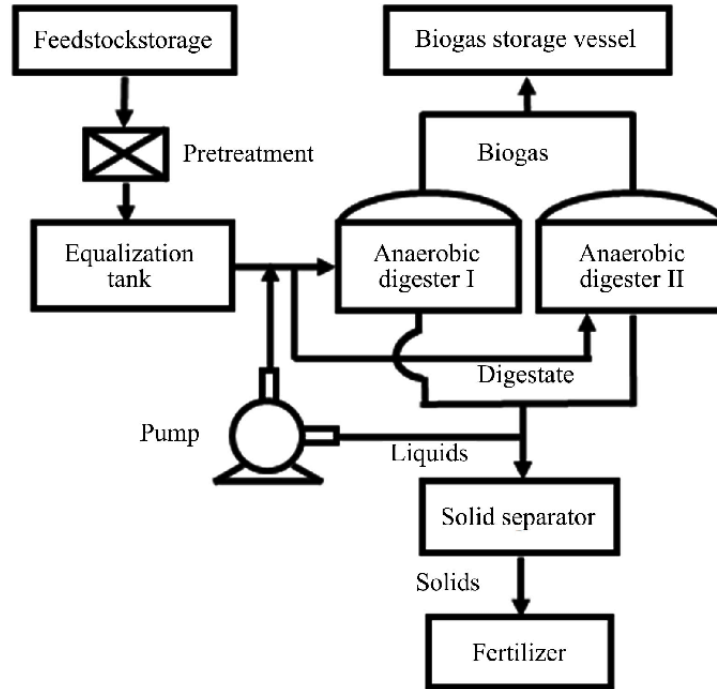 Feedstockstorage
Biogas storage vessel
Pretreatment
Biogas
Equalization
tank
Anaerobic
digester I
Anaerobic
digester II
Digestate
Pump
Liquids
Solid separator
Solids
Fertilizer